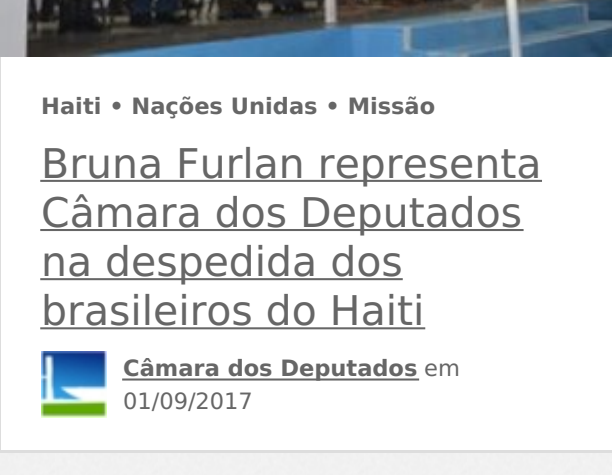 Haiti • Nações Unidas • Missão
Bruna Furlan representa
Câmara dos Deputados
na despedida dos
brasileiros do Haiti
Câmara dos Deputados em
01/09/2017